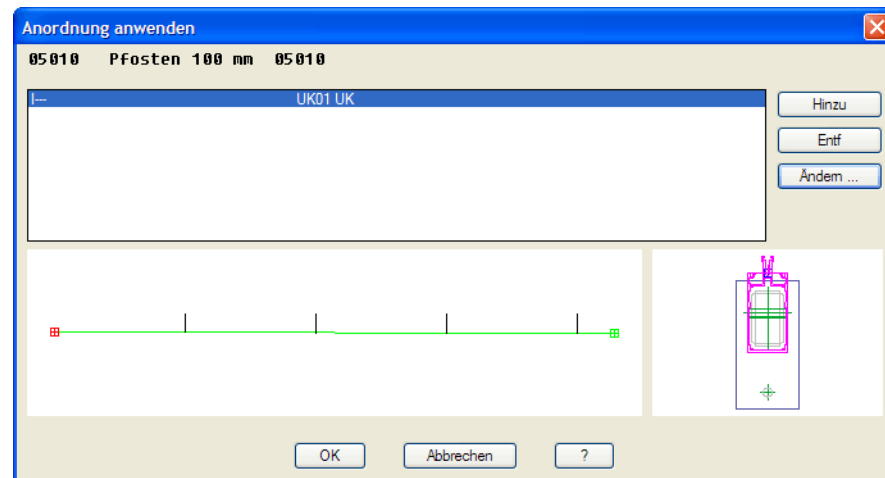 Anordnung anwenden
05010 Pfosten 100 mm 05010
|--- UK01 UK
Hinzu
Entf
Ändern ...
OK Abbrechen ?